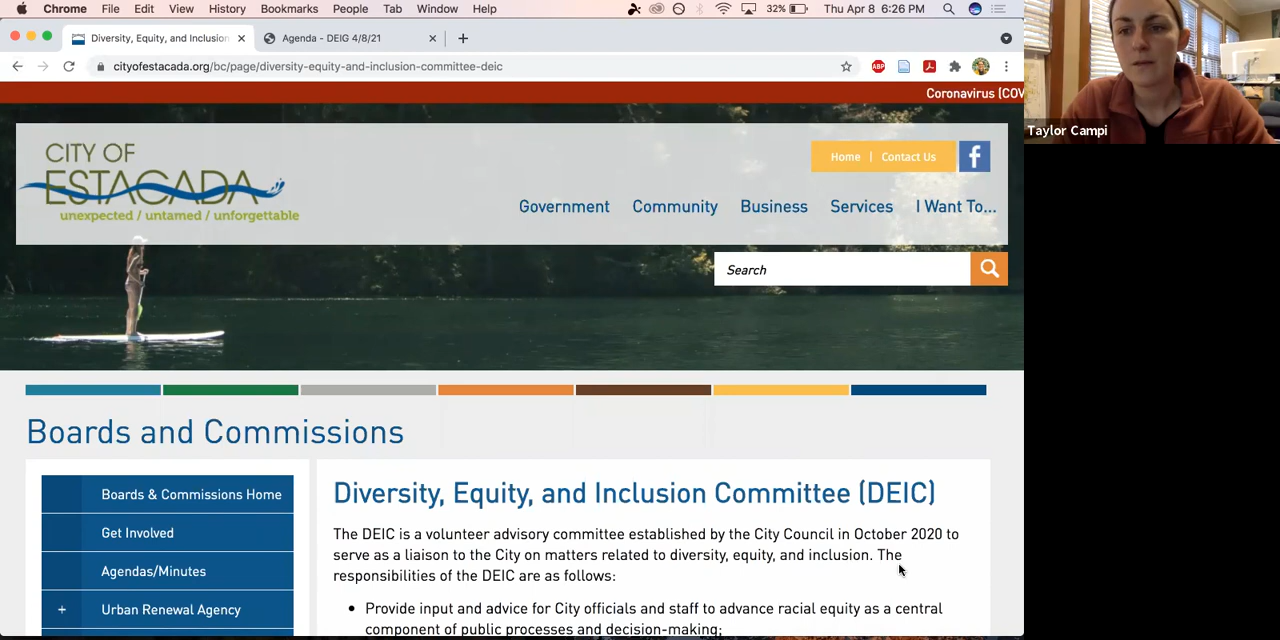 Chrome File Edit View History Bookmarks People Tab Window Help 32% Thu Apr 8 6:26 PM
Diversity, Equity, and Inclusion Agenda - DEIG 4/8/21
cityofestacada.org/bc/page/diversity-equity-and-inclusion-committee-deic
ABP
Coronavirus (COV
Taylor Campi
CITY OF
ESTACADA
unexpected / untamed / unforgettable
Home | Contact Us f
Government Community Business Services I Want To...
Search
Boards and Commissions
Boards & Commissions Home
Get Involved
Agendas/Minutes
+ Urban Renewal Agency
Diversity, Equity, and Inclusion Committee (DEIC)
The DEIC is a volunteer advisory committee established by the City Council in October 2020 to
serve as a liaison to the City on matters related to diversity, equity, and inclusion. The
responsibilities of the DEIC are as follows:
• Provide input and advice for City officials and staff to advance racial equity as a central
component of public processes and decision-making;